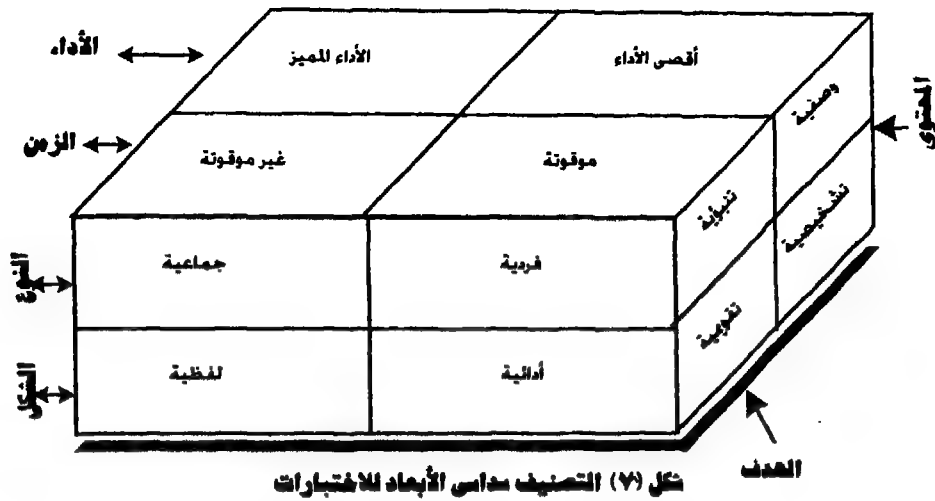 الأداء
أقصى الأداء
الأداء المميز
وصفية
المحتوى
الزمن
موقوتة
غير موقوتة
تنبؤية
تشخيصية
النوع
فردية
جماعية
تقويمية
الشكل
أدائية
لفظية
الهدف
شكل (٧) التصنيف سداسى الأبعاد للاختبارات